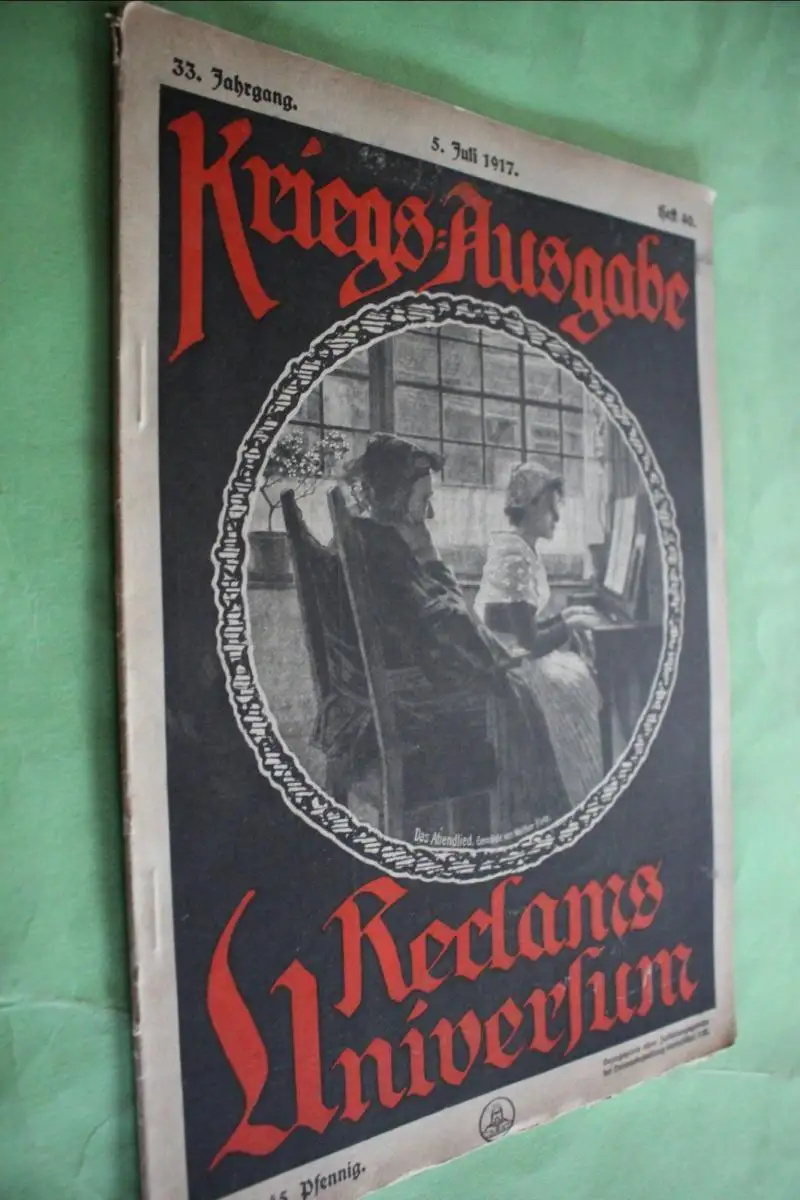 33. Jahrgang.
5. Juli 1917.
Heft 40.
Kriegs=Ausgabe
Das Abendlied.
Reclams
Universum
Pfennig.